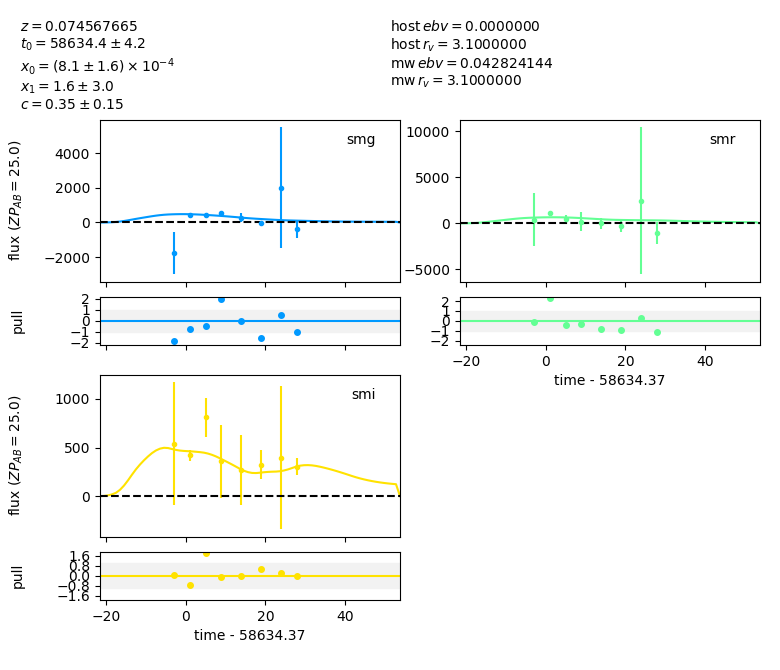 z = 0.074567665
t₀ = 58634.4 ± 4.2
x₀ = (8.1 ± 1.6) × 10⁻⁴
x₁ = 1.6 ± 3.0
c = 0.35 ± 0.15
host ebv = 0.0000000
host r_v = 3.1000000
mw ebv = 0.042824144
mw r_v = 3.1000000
flux (ZP_AB = 25.0)
smg
4000
2000
0
−2000
smr
10000
5000
0
−5000
pull
2
1
0
−1
−2
2
1
0
−1
−2
−20
0
20
40
time - 58634.37
flux (ZP_AB = 25.0)
smi
1000
500
0
pull
1.6
0.8
0.0
−0.8
−1.6
−20
0
20
40
time - 58634.37